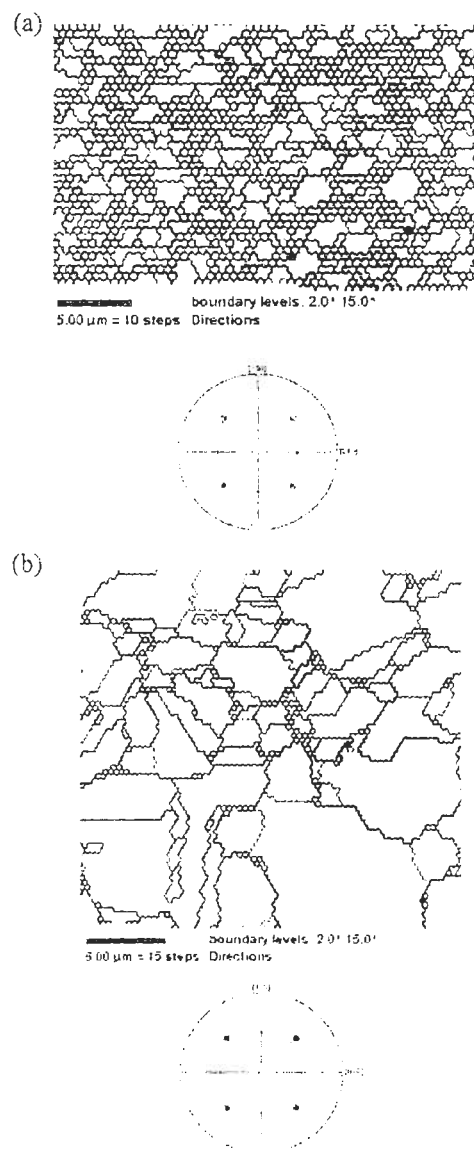 (a)
boundary levels: 2.0° 15.0°
5.00 µm = 10 steps Directions
(b)
boundary levels: 2.0° 15.0°
6.00 µm = 15 steps Directions